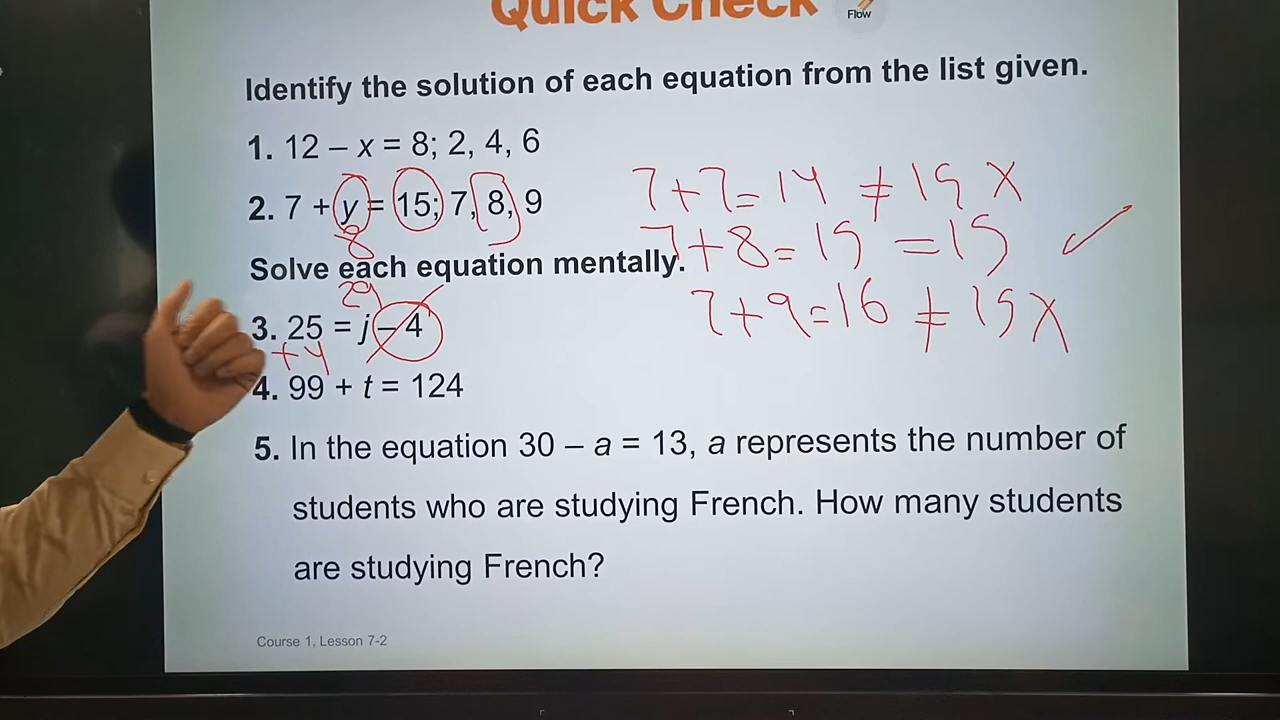 Quick Check
Flow
Identify the solution of each equation from the list given.
1. 12 – x = 8; 2, 4, 6
7+7=14 ≠ 15 X
2. 7 + y = 15; 7, 8, 9
8
7+8=15 =15 ✓
Solve each equation mentally.
29
7+9=16 ≠ 15 X
3. 25 = j – 4
+4
4. 99 + t = 124
5. In the equation 30 – a = 13, a represents the number of
students who are studying French. How many students
are studying French?
Course 1, Lesson 7-2